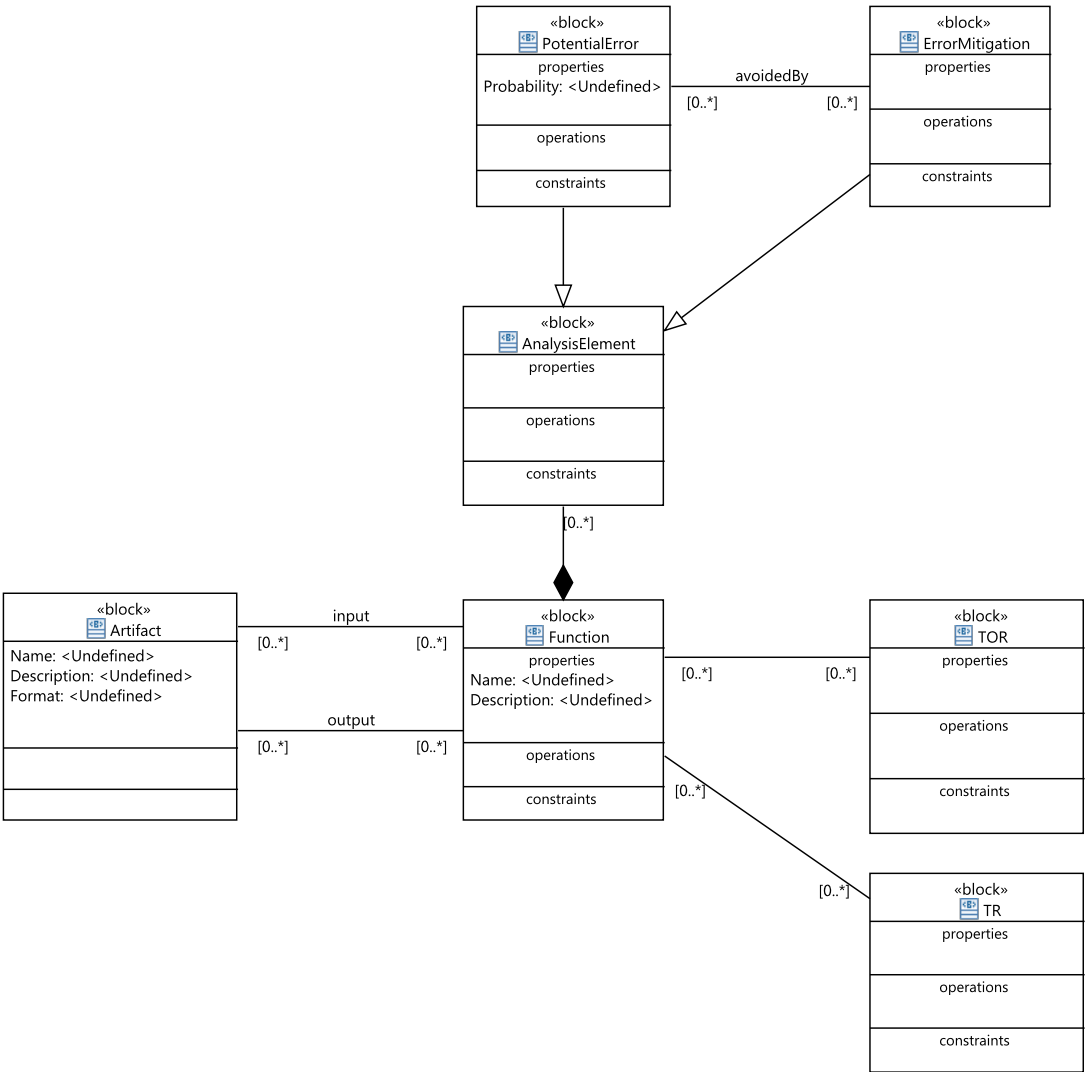 «block»
PotentialError
properties
Probability: <Undefined>
operations
constraints
avoidedBy
[0..*]
[0..*]
«block»
ErrorMitigation
properties
operations
constraints
«block»
AnalysisElement
properties
operations
constraints
[0..*]
«block»
Artifact
Name: <Undefined>
Description: <Undefined>
Format: <Undefined>
input
[0..*]
[0..*]
output
[0..*]
[0..*]
«block»
Function
properties
Name: <Undefined>
Description: <Undefined>
operations
constraints
[0..*]
[0..*]
[0..*]
[0..*]
«block»
TOR
properties
operations
constraints
«block»
TR
properties
operations
constraints